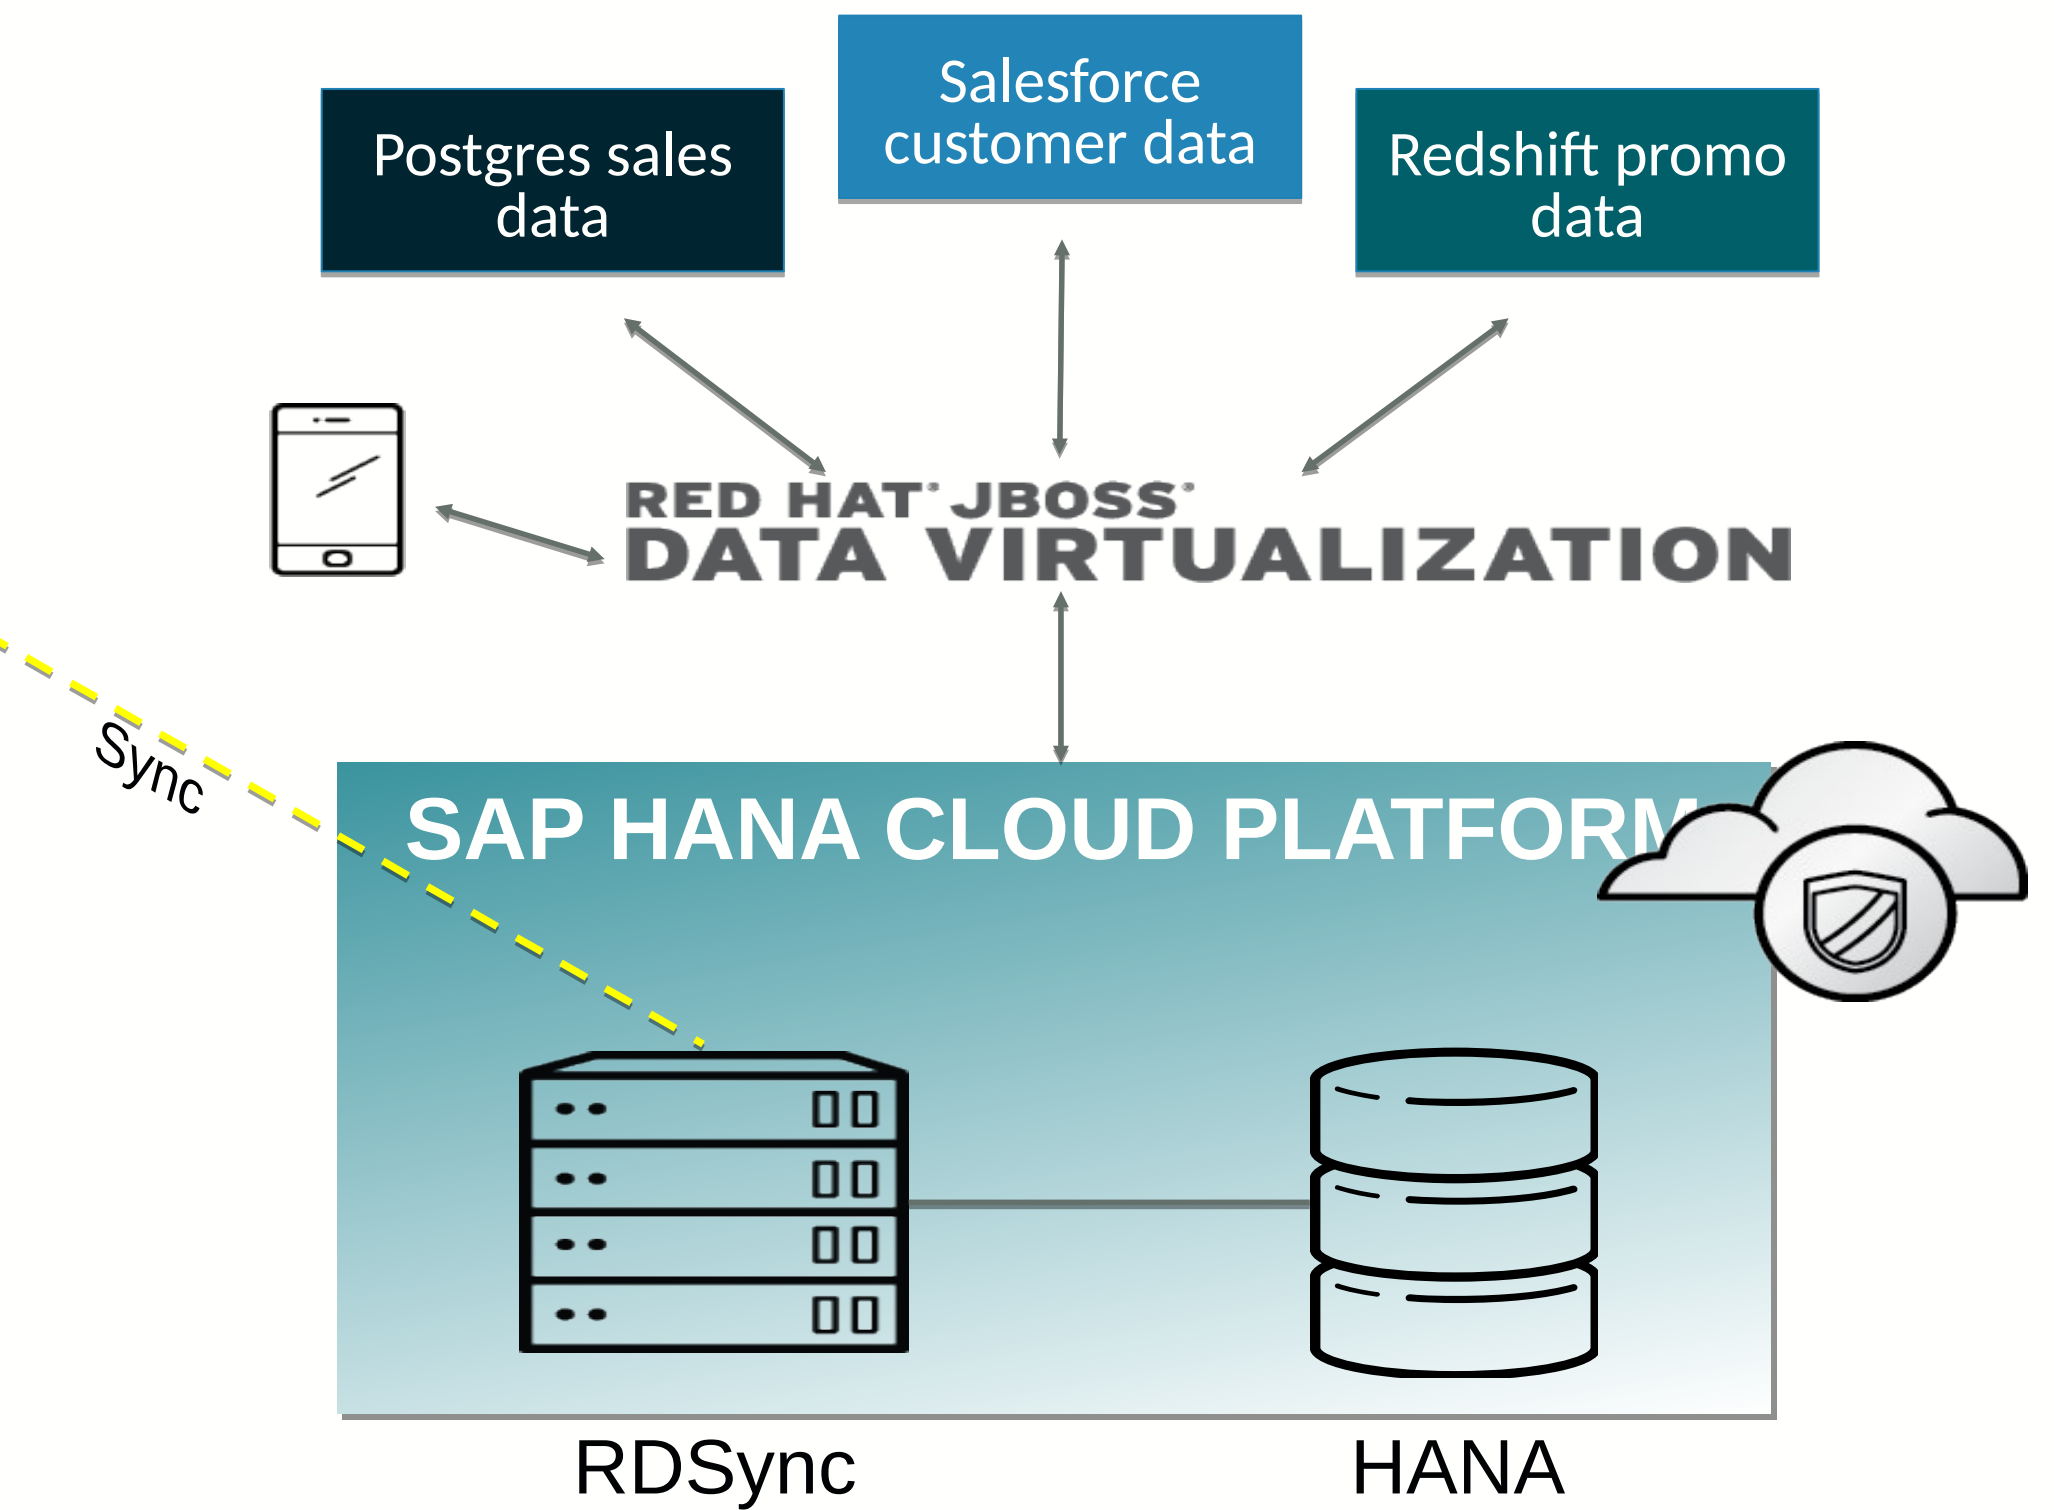 Salesforce
customer data
Postgres sales
data
Redshift promo
data
RED HAT® JBOSS®
DATA VIRTUALIZATION
Sync
SAP HANA CLOUD PLATFORM
RDSync
HANA